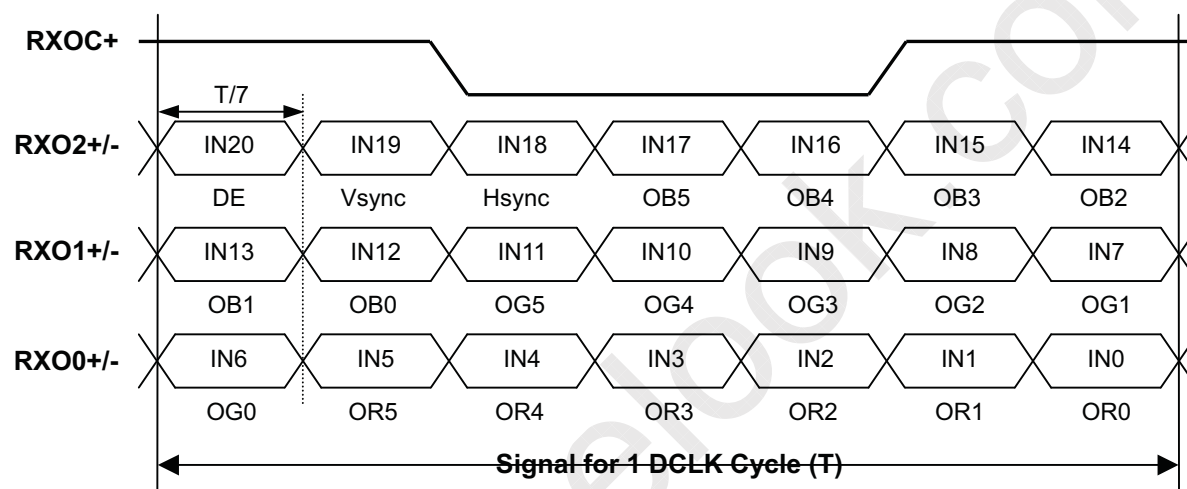 RXOC+
T/7
RXO2+/- IN20 IN19 IN18 IN17 IN16 IN15 IN14
DE Vsync Hsync OB5 OB4 OB3 OB2
RXO1+/- IN13 IN12 IN11 IN10 IN9 IN8 IN7
OB1 OB0 OG5 OG4 OG3 OG2 OG1
RXO0+/- IN6 IN5 IN4 IN3 IN2 IN1 IN0
OG0 OR5 OR4 OR3 OR2 OR1 OR0
Signal for 1 DCLK Cycle (T)